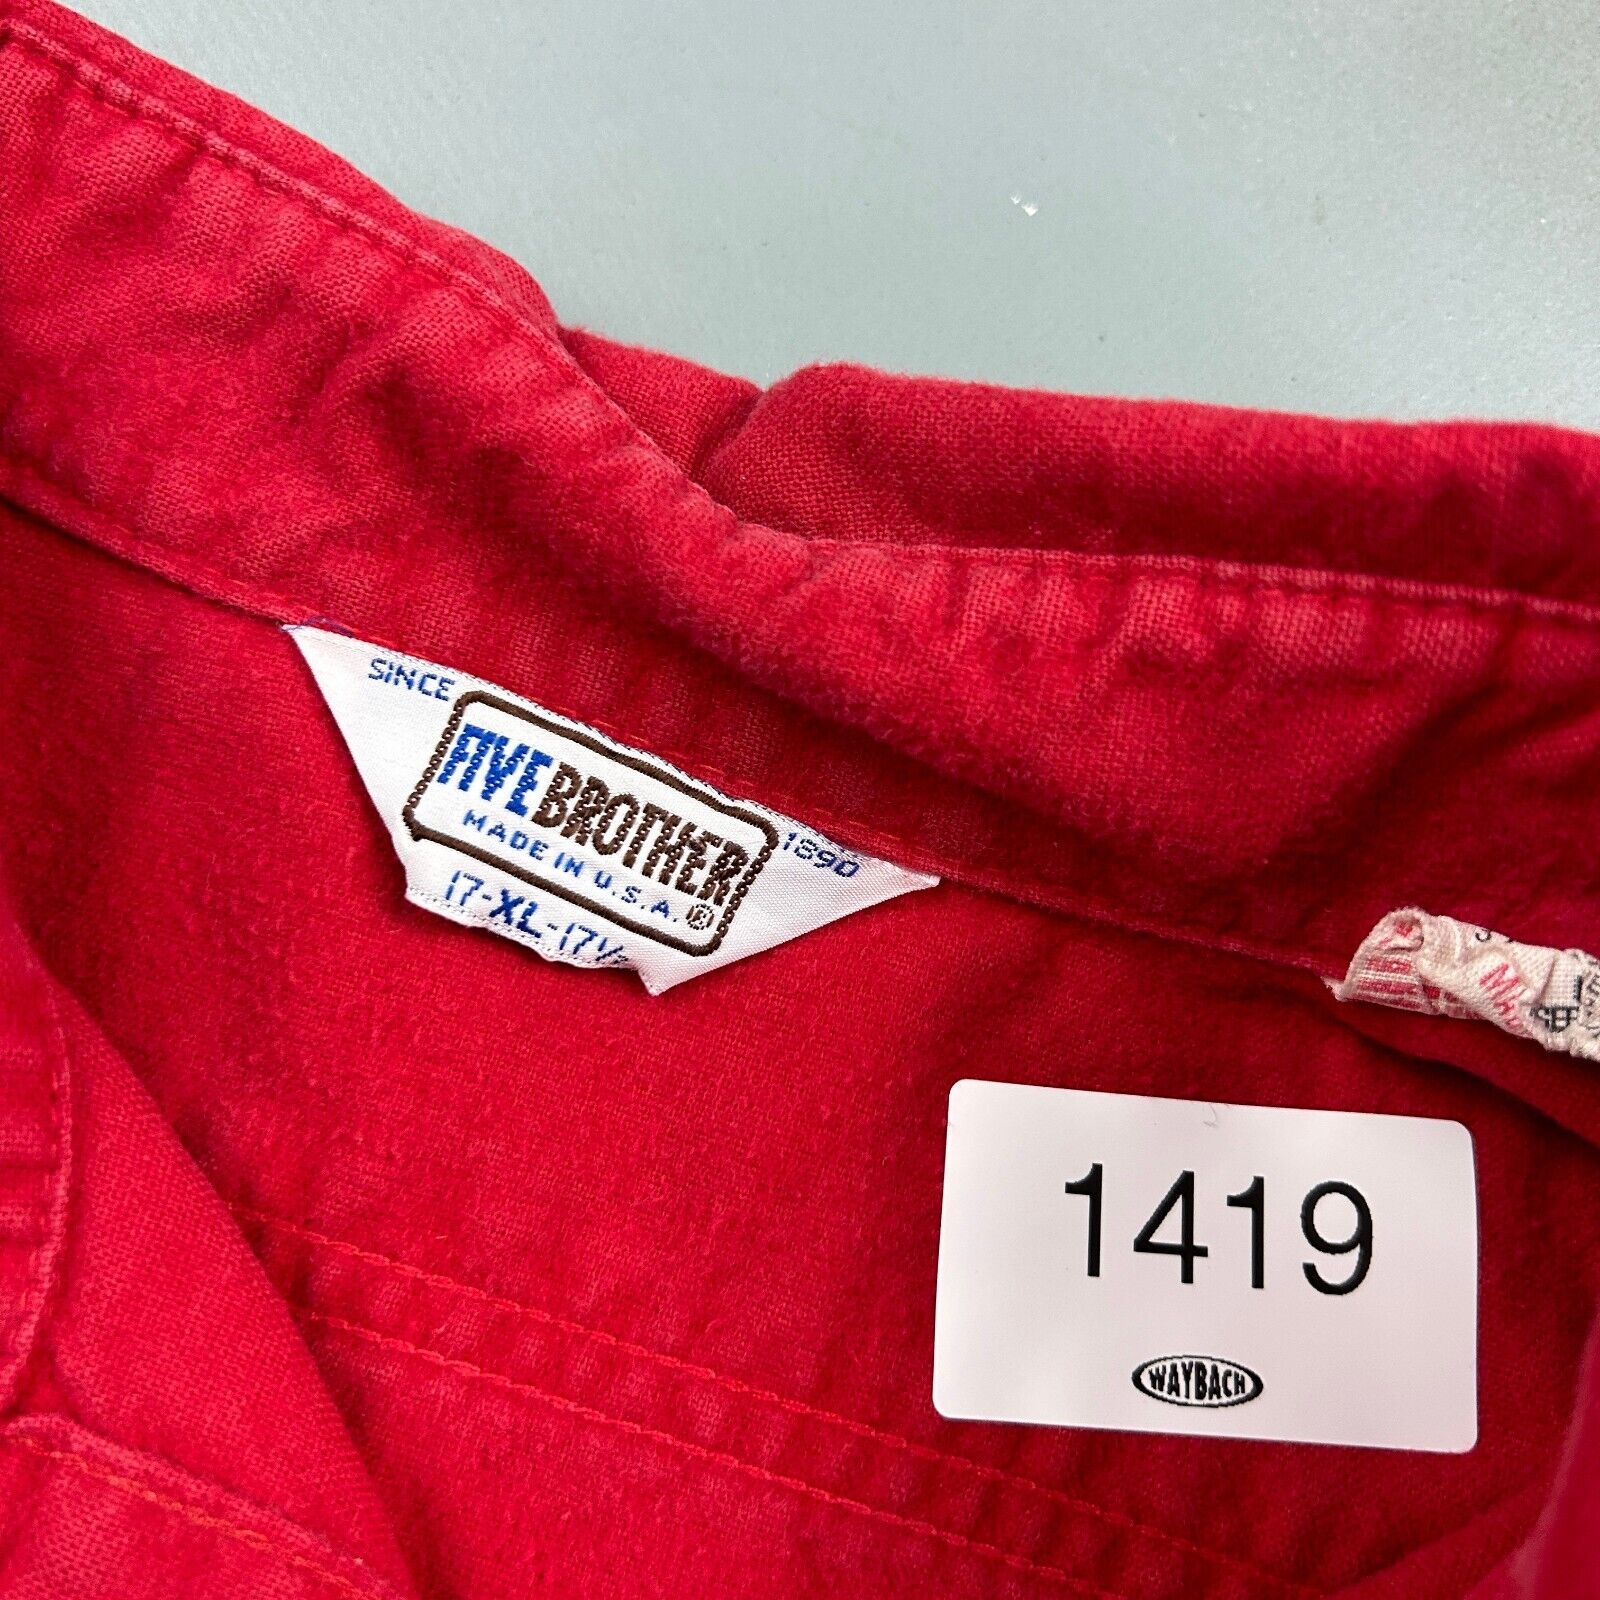 SINCE 1890
FIVE BROTHER
MADE IN U.S.A. ®
17-XL-17½
1419
WAYBACH